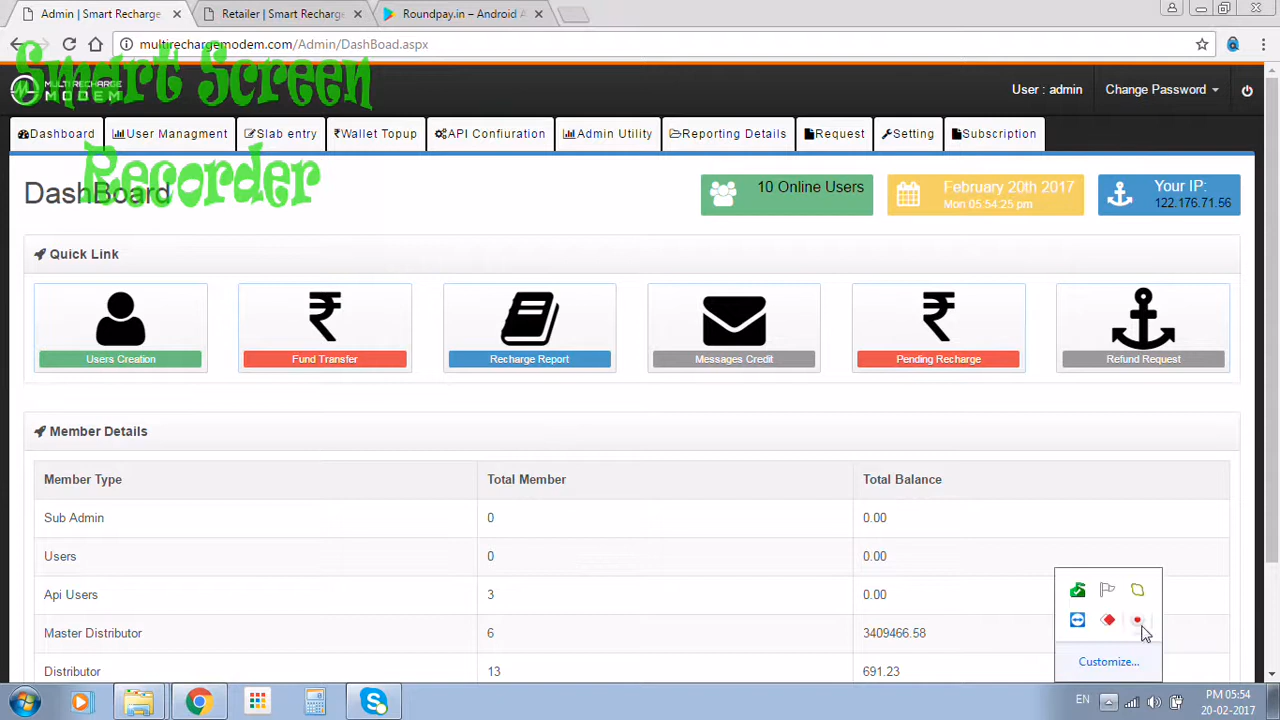 Admin | Smart Recharge
Retailer | Smart Recharge
Roundpay.in – Android A
multirechargemodem.com/Admin/DashBoad.aspx
Smart Screen
Recorder
MULTI RECHARGE
MODEM
User : admin
Change Password
Dashboard
User Managment
Slab entry
₹Wallet Topup
API Confiuration
Admin Utility
Reporting Details
Request
Setting
Subscription
DashBoard
10 Online Users
February 20th 2017
Mon 05:54:25 pm
Your IP:
122.176.71.56
Quick Link
Users Creation
₹
Fund Transfer
Recharge Report
Messages Credit
₹
Pending Recharge
Refund Request
Member Details
Member Type Total Member Total Balance
Sub Admin 0 0.00
Users 0 0.00
Api Users 3 0.00
Master Distributor 6 3409466.58
Distributor 13 691.23
Customize...
EN
PM 05:54
20-02-2017